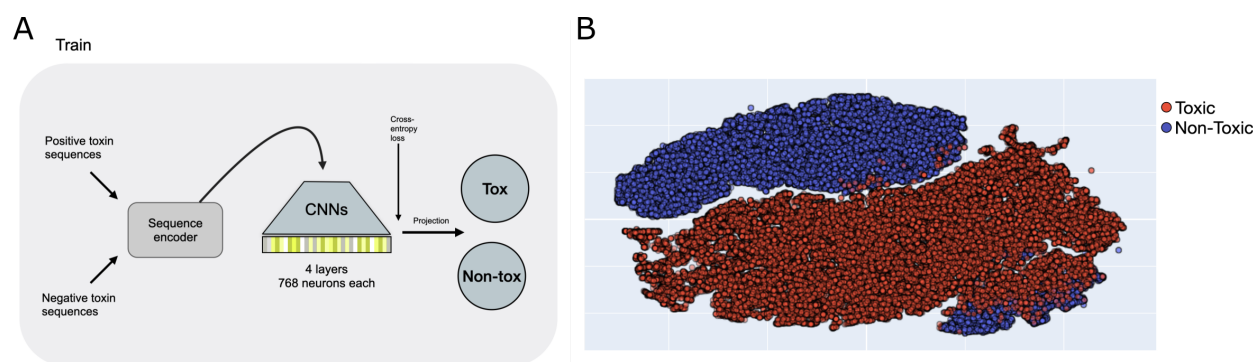 A
Train
Positive toxin
sequences
Negative toxin
sequences
Sequence
encoder
CNNs
4 layers
768 neurons each
Cross-
entropy
loss
Projection
Tox
Non-tox
B
Toxic
Non-Toxic